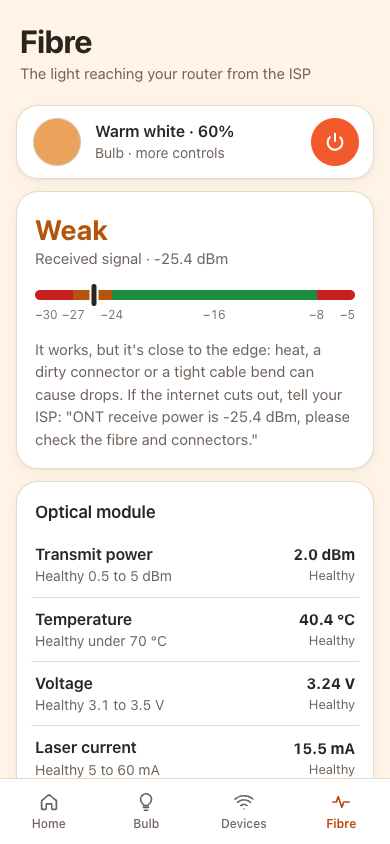 Fibre
The light reaching your router from the ISP
Warm white · 60%
Bulb · more controls
Weak
Received signal · -25.4 dBm
−30 −27 −24 −16 −8 −5
It works, but it's close to the edge: heat, a
dirty connector or a tight cable bend can
cause drops. If the internet cuts out, tell your
ISP: "ONT receive power is -25.4 dBm, please
check the fibre and connectors."
Optical module
Transmit power 2.0 dBm
Healthy 0.5 to 5 dBm Healthy
Temperature 40.4 °C
Healthy under 70 °C Healthy
Voltage 3.24 V
Healthy 3.1 to 3.5 V Healthy
Laser current 15.5 mA
Healthy 5 to 60 mA Healthy
Home Bulb Devices Fibre